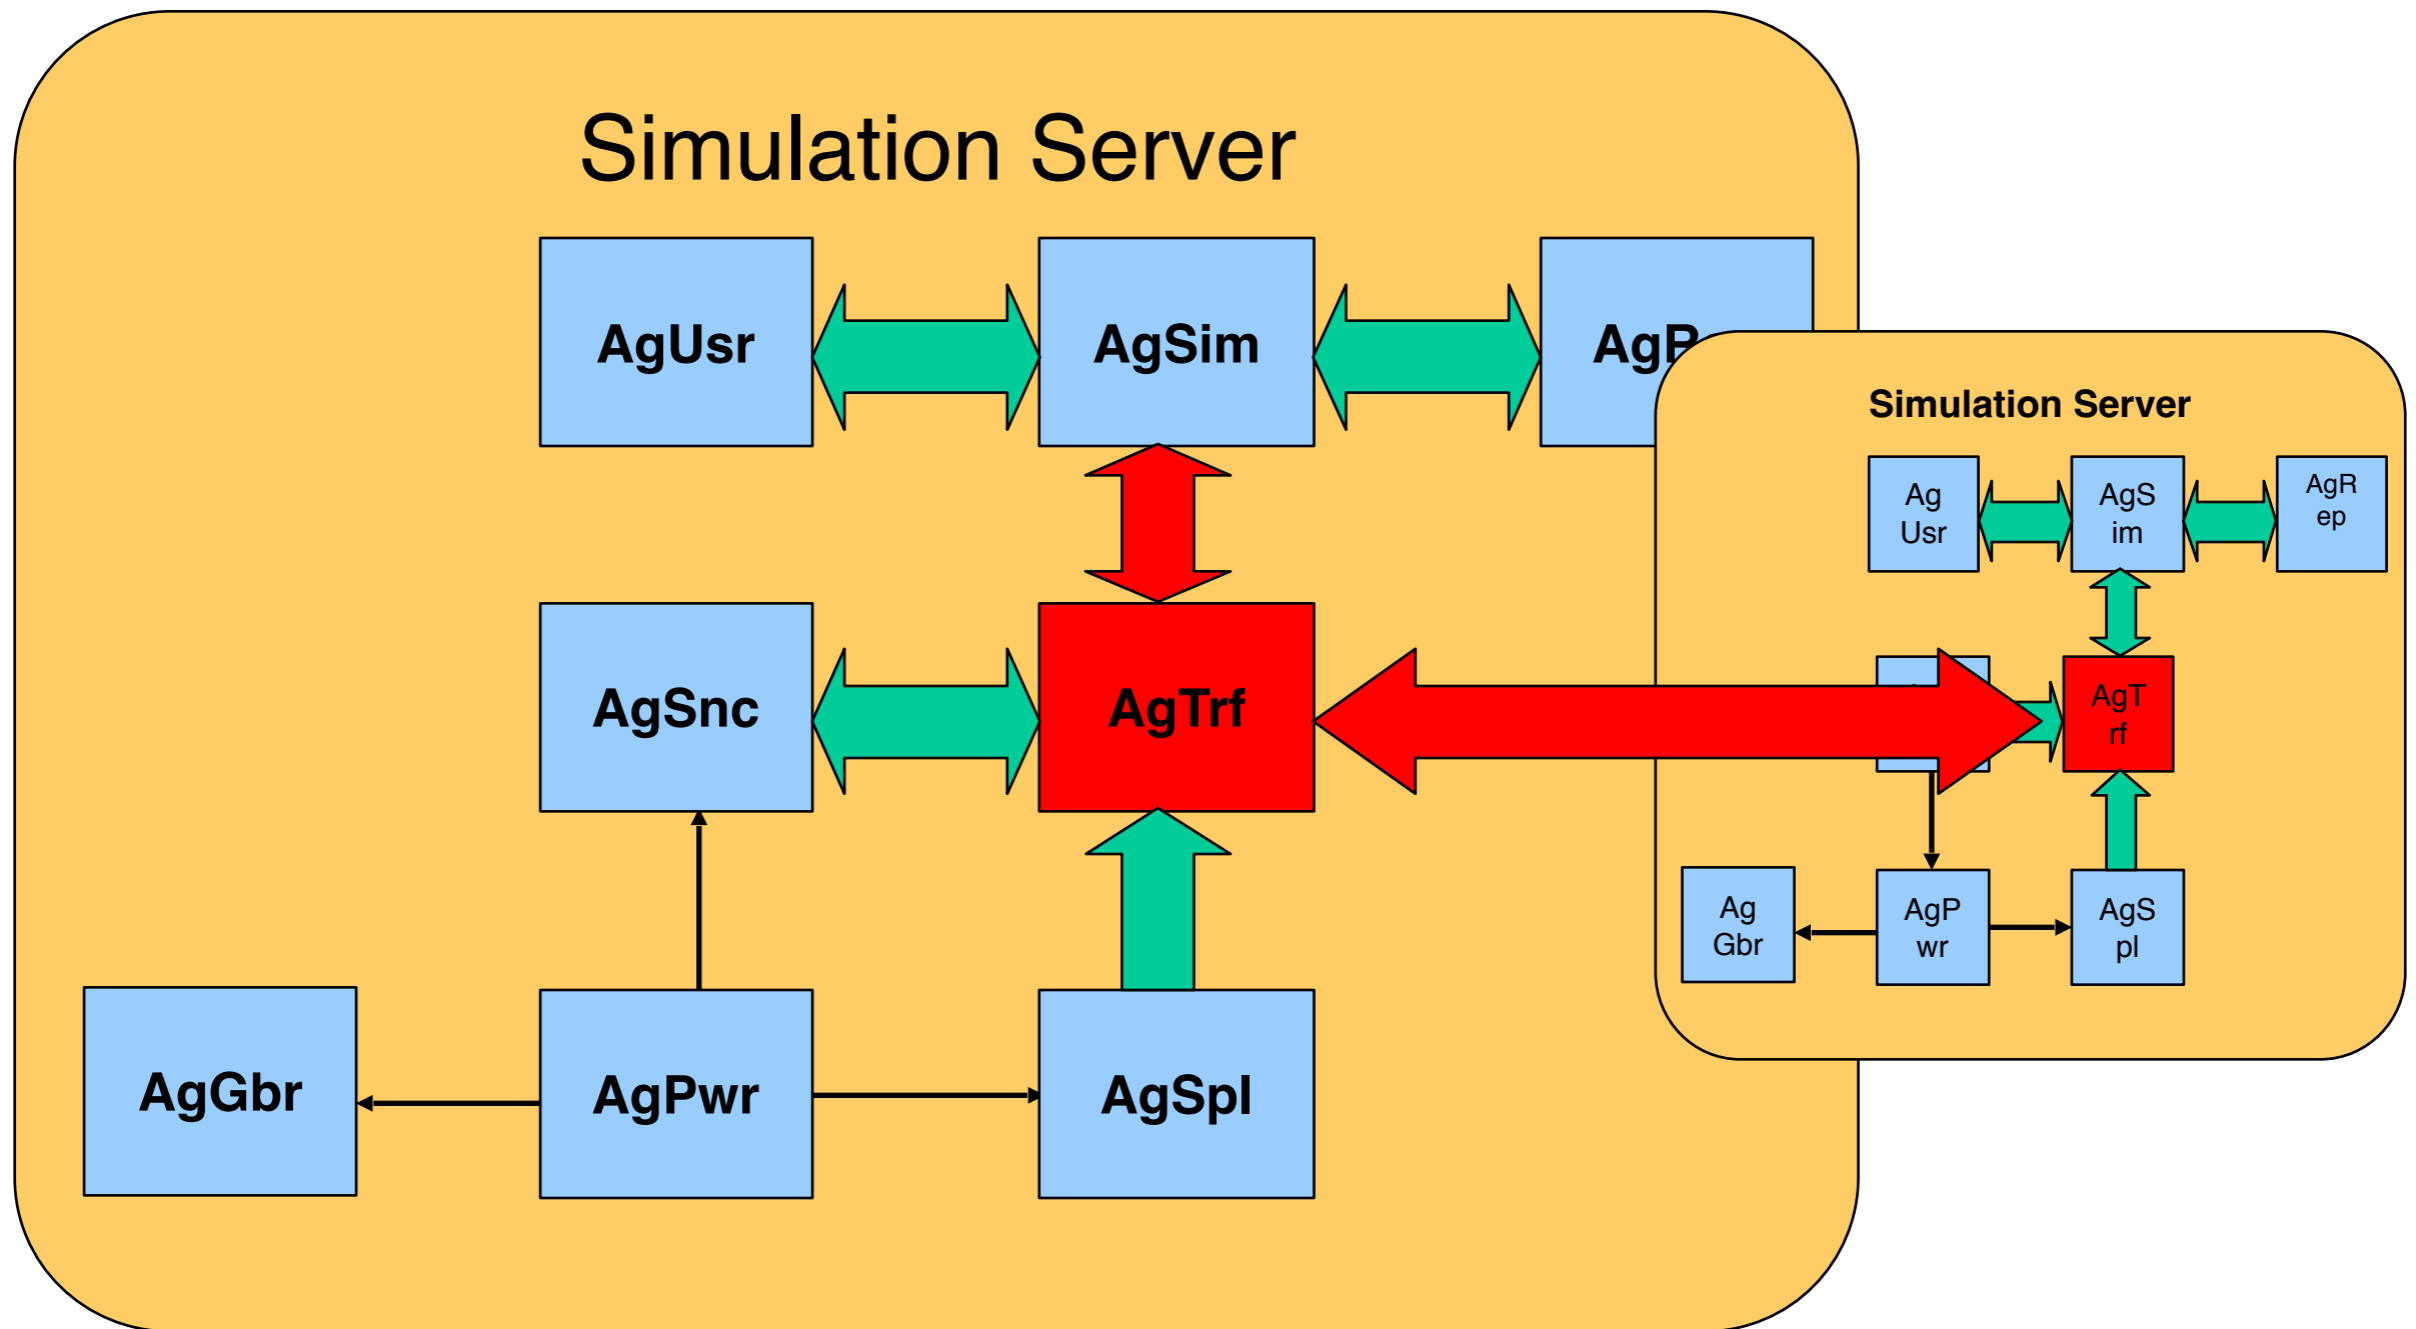 Simulation Server
AgUsr
AgSim
Simulation Server
Ag
Usr
AgS
im
AgR
ep
AgSnc
AgTrf
AgT
rf
Ag
Gbr
AgP
wr
AgS
pl
AgGbr
AgPwr
AgSpl